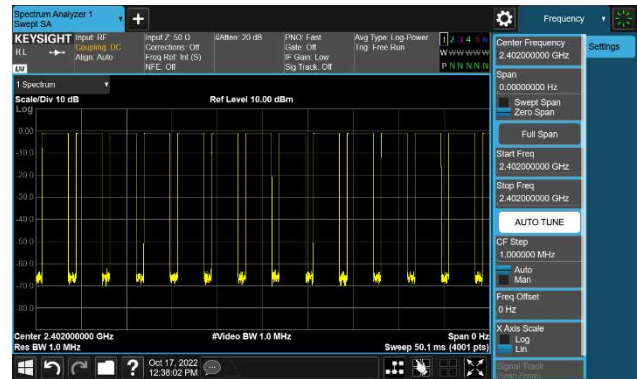 Spectrum Analyzer 1
Swept SA
Frequency
KEYSIGHT
RL
Input: RF
Coupling: DC
Align: Auto
Input Z: 50 Ω
Corrections: Off
Freq Ref: Int (S)
NFE: Off
#Atten: 20 dB
PNO: Fast
Gate: Off
IF Gain: Low
Sig Track: Off
Avg Type: Log-Power
Trig: Free Run
1 2 3 4 5 6
W W W W W W
P N N N N N
Center Frequency
2.402000000 GHz
Settings
Span
0.00000000 Hz
Swept Span
Zero Span
Full Span
Start Freq
2.402000000 GHz
Stop Freq
2.402000000 GHz
AUTO TUNE
CF Step
1.000000 MHz
Auto
Man
Freq Offset
0 Hz
X Axis Scale
Log
Lin
Signal Track
(Span Zoom)
1 Spectrum
Scale/Div 10 dB
Ref Level 10.00 dBm
Log
0.00
-10.0
-20.0
-30.0
-40.0
-50.0
-60.0
-70.0
-80.0
Center 2.402000000 GHz
#Video BW 1.0 MHz
Span 0 Hz
Res BW 1.0 MHz
Sweep 50.1 ms (4001 pts)
?
Oct 17, 2022
12:38:02 PM